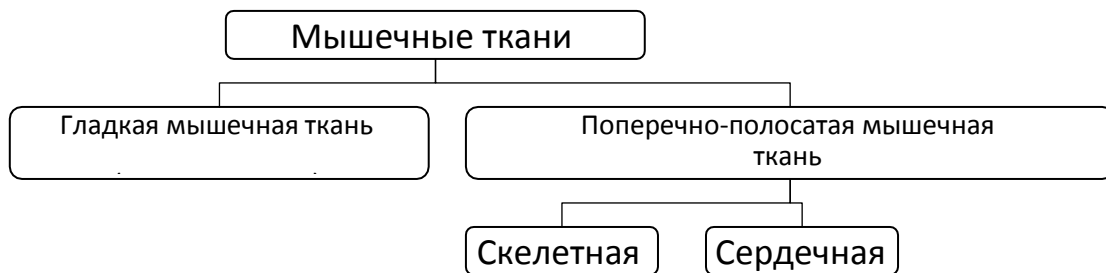 Мышечные ткани
Гладкая мышечная ткань
Поперечно-полосатая мышечная
ткань
Скелетная
Сердечная